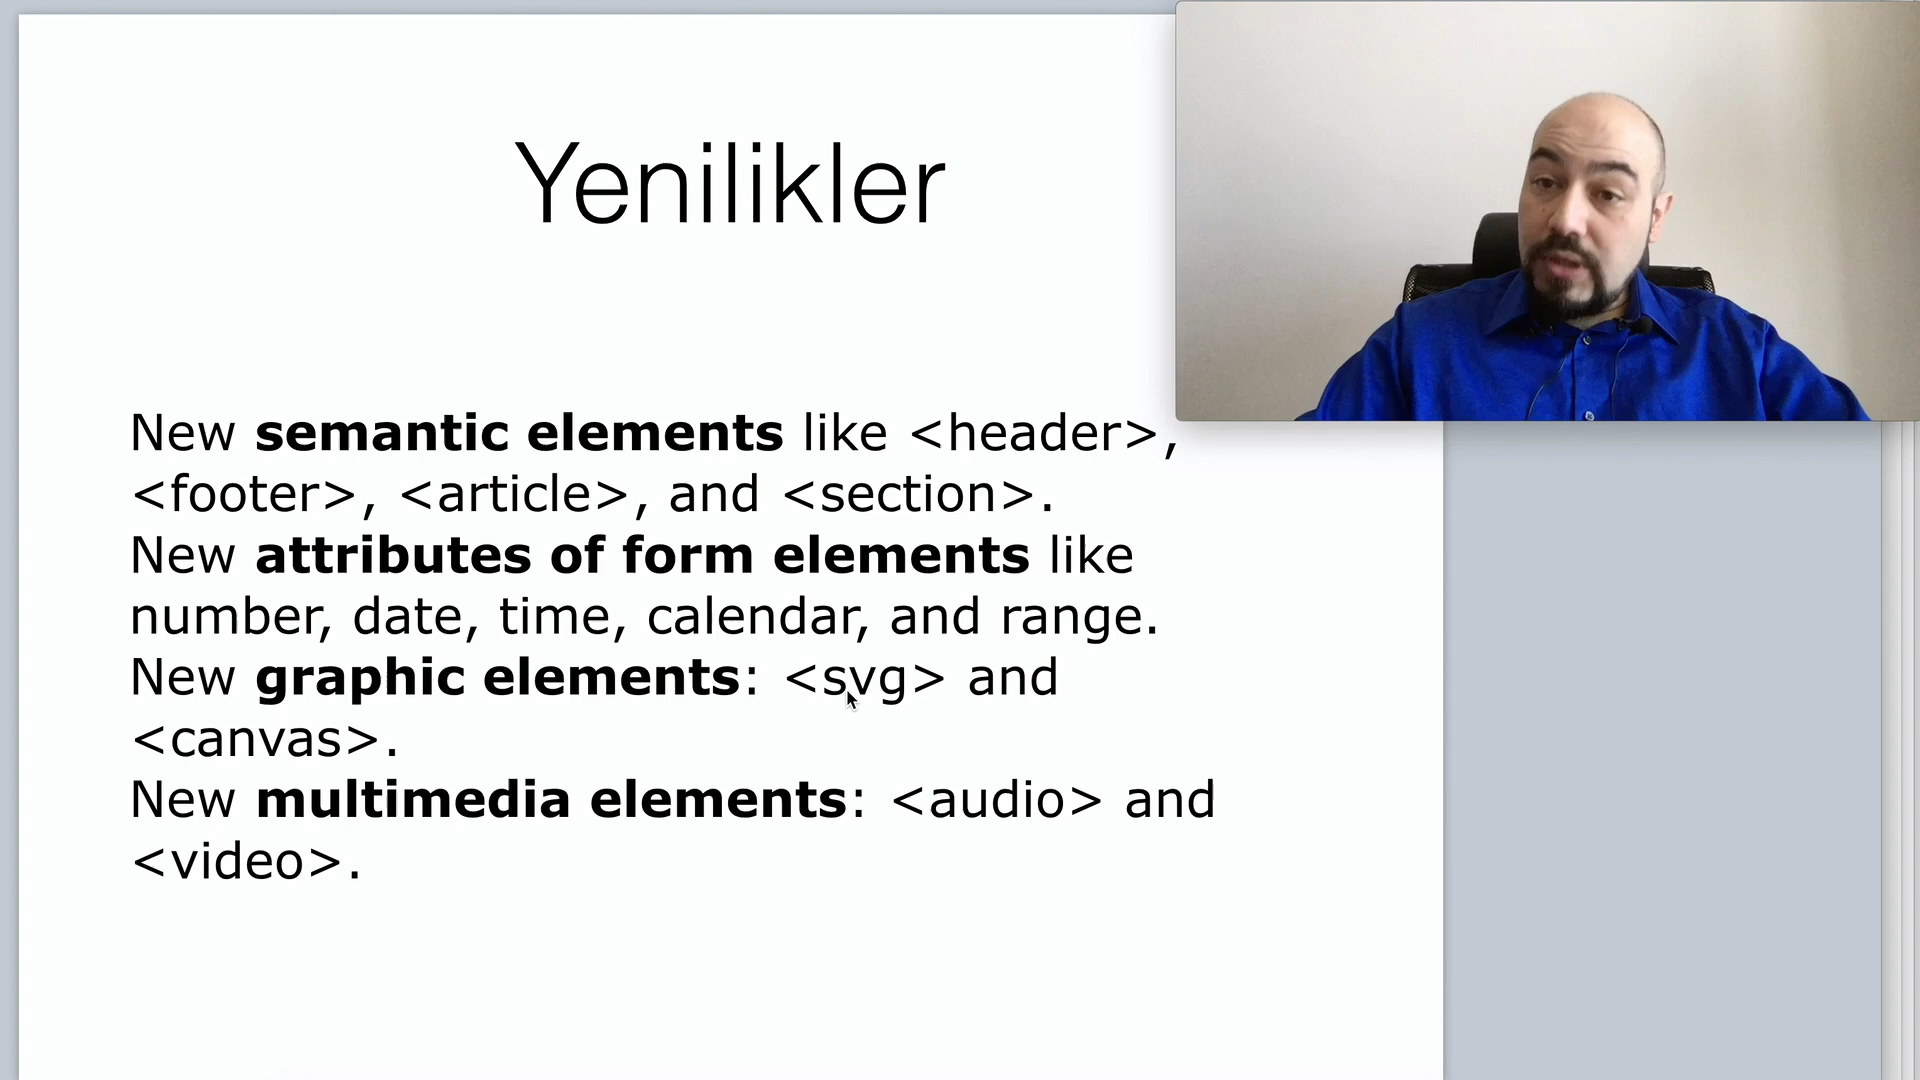 Yenilikler
New semantic elements like <header>,
<footer>, <article>, and <section>.
New attributes of form elements like
number, date, time, calendar, and range.
New graphic elements: <svg> and
<canvas>.
New multimedia elements: <audio> and
<video>.